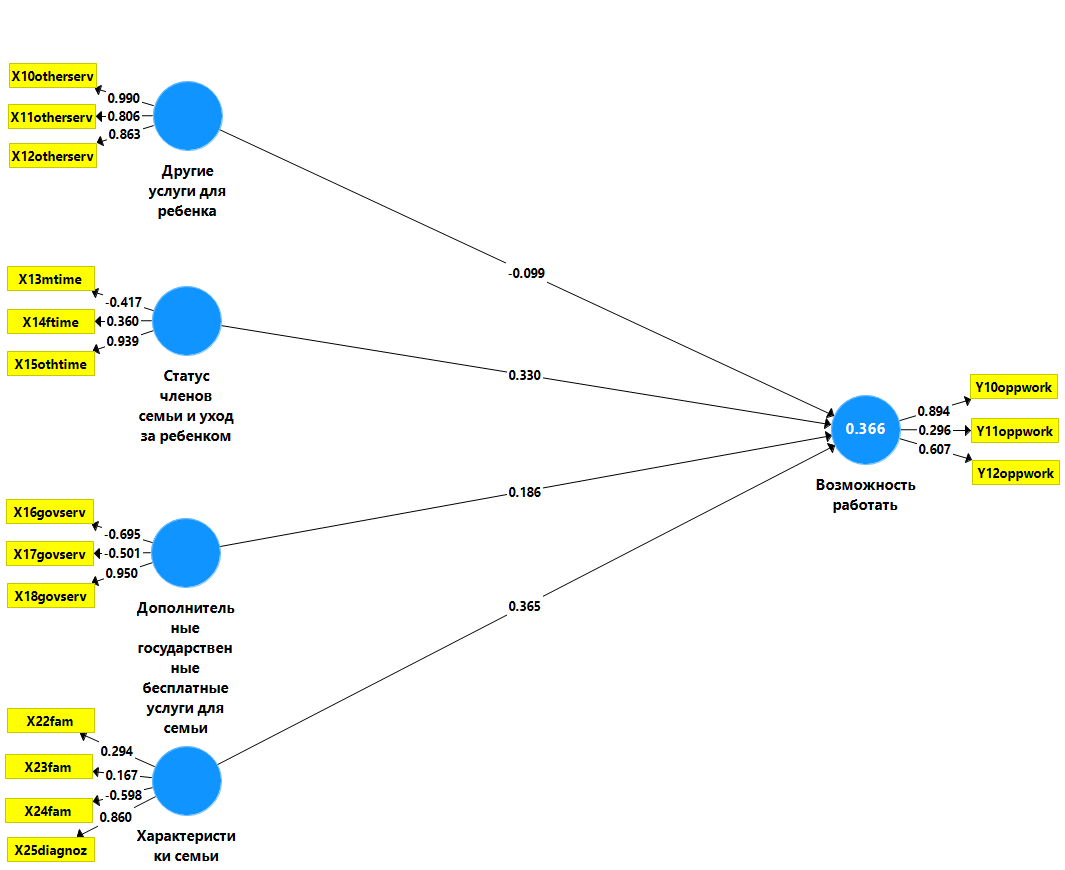 X10otherserv
0.990
X11otherserv
0.806
0.863
X12otherserv
Другие
услуги для
ребенка
-0.099
X13mtime
-0.417
X14ftime
0.360
0.939
X15othtime
Статус
членов
семьи и уход
за ребенком
0.330
X16govserv
-0.695
X17govserv
-0.501
0.950
X18govserv
Дополнитель
ные
государствен
ные
бесплатные
услуги для
семьи
0.186
X22fam
0.294
X23fam
0.167
-0.598
X24fam
0.860
X25diagnoz
Характеристи
ки семьи
0.365
0.366
Возможность
работать
Y10oppwork
0.894
Y11oppwork
0.296
0.607
Y12oppwork